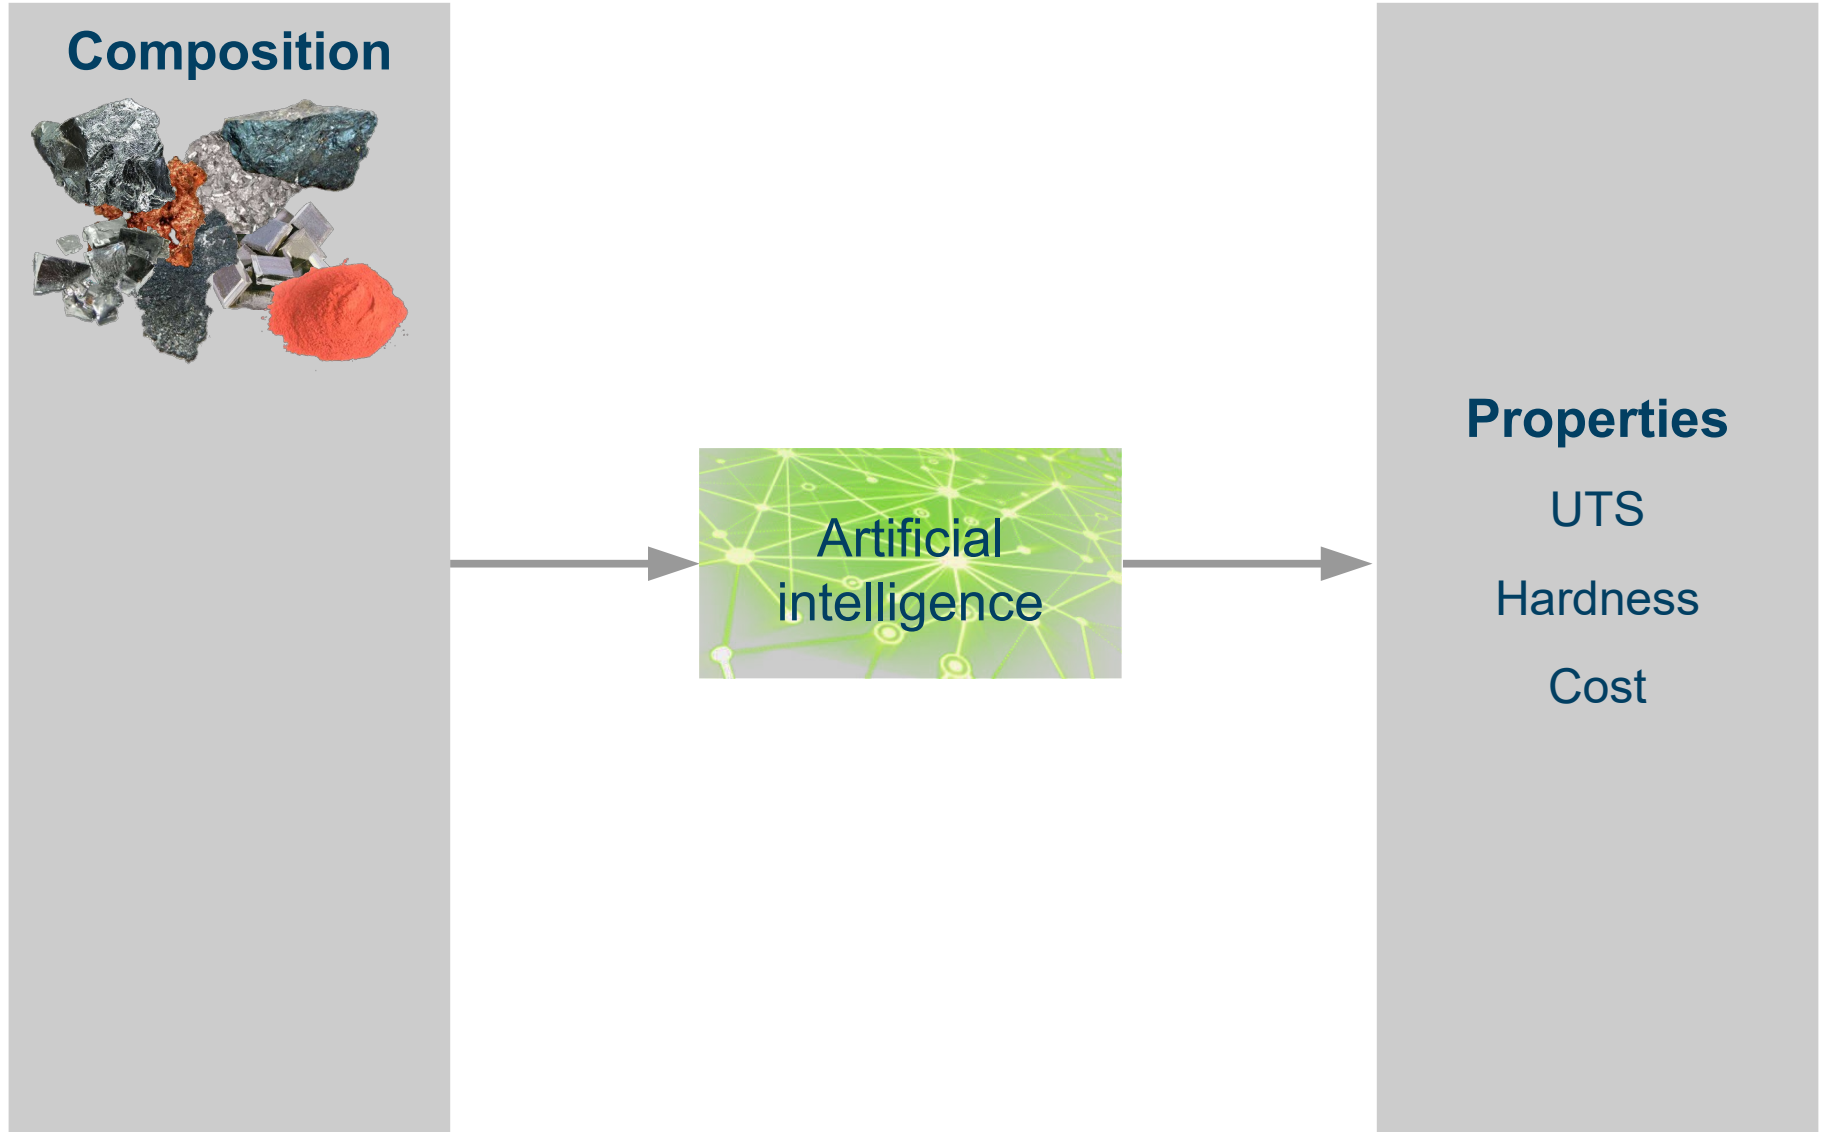 Composition
Artificial
intelligence
Properties
UTS
Hardness
Cost